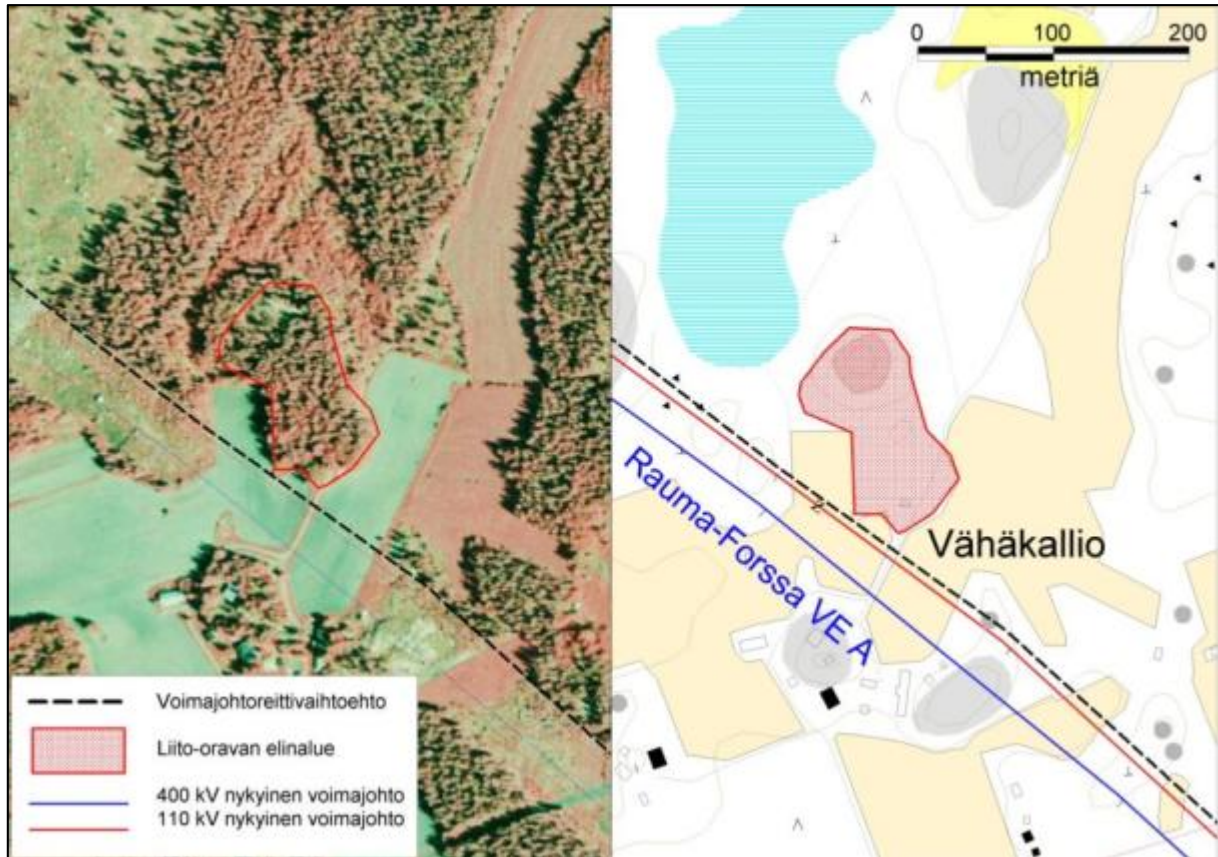 0 100 200
metriä
Rauma-Forssa VE A
Vähäkallio
Voimajohtoreittivaihtoehto
Liito-oravan elinalue
400 kV nykyinen voimajohto
110 kV nykyinen voimajohto